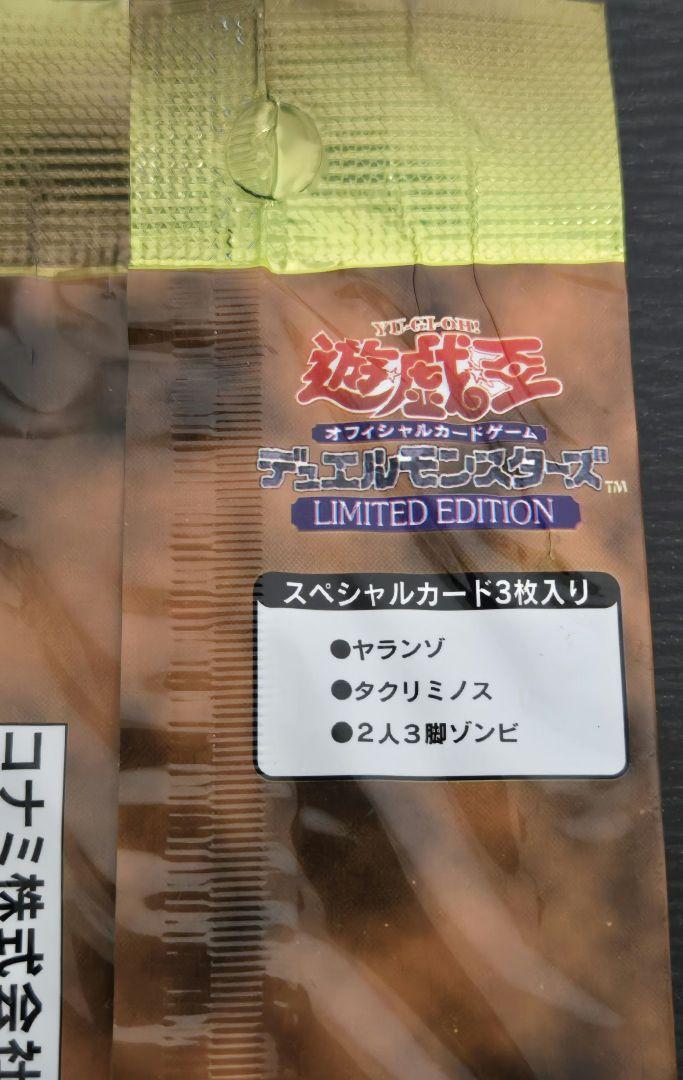 YU-GI-OH!
遊☆戯☆王
オフィシャルカードゲーム
デュエルモンスターズ™
LIMITED EDITION
スペシャルカード3枚入り
●ヤランゾ
●タクリミノス
●2人3脚ゾンビ
コナミ株式会社